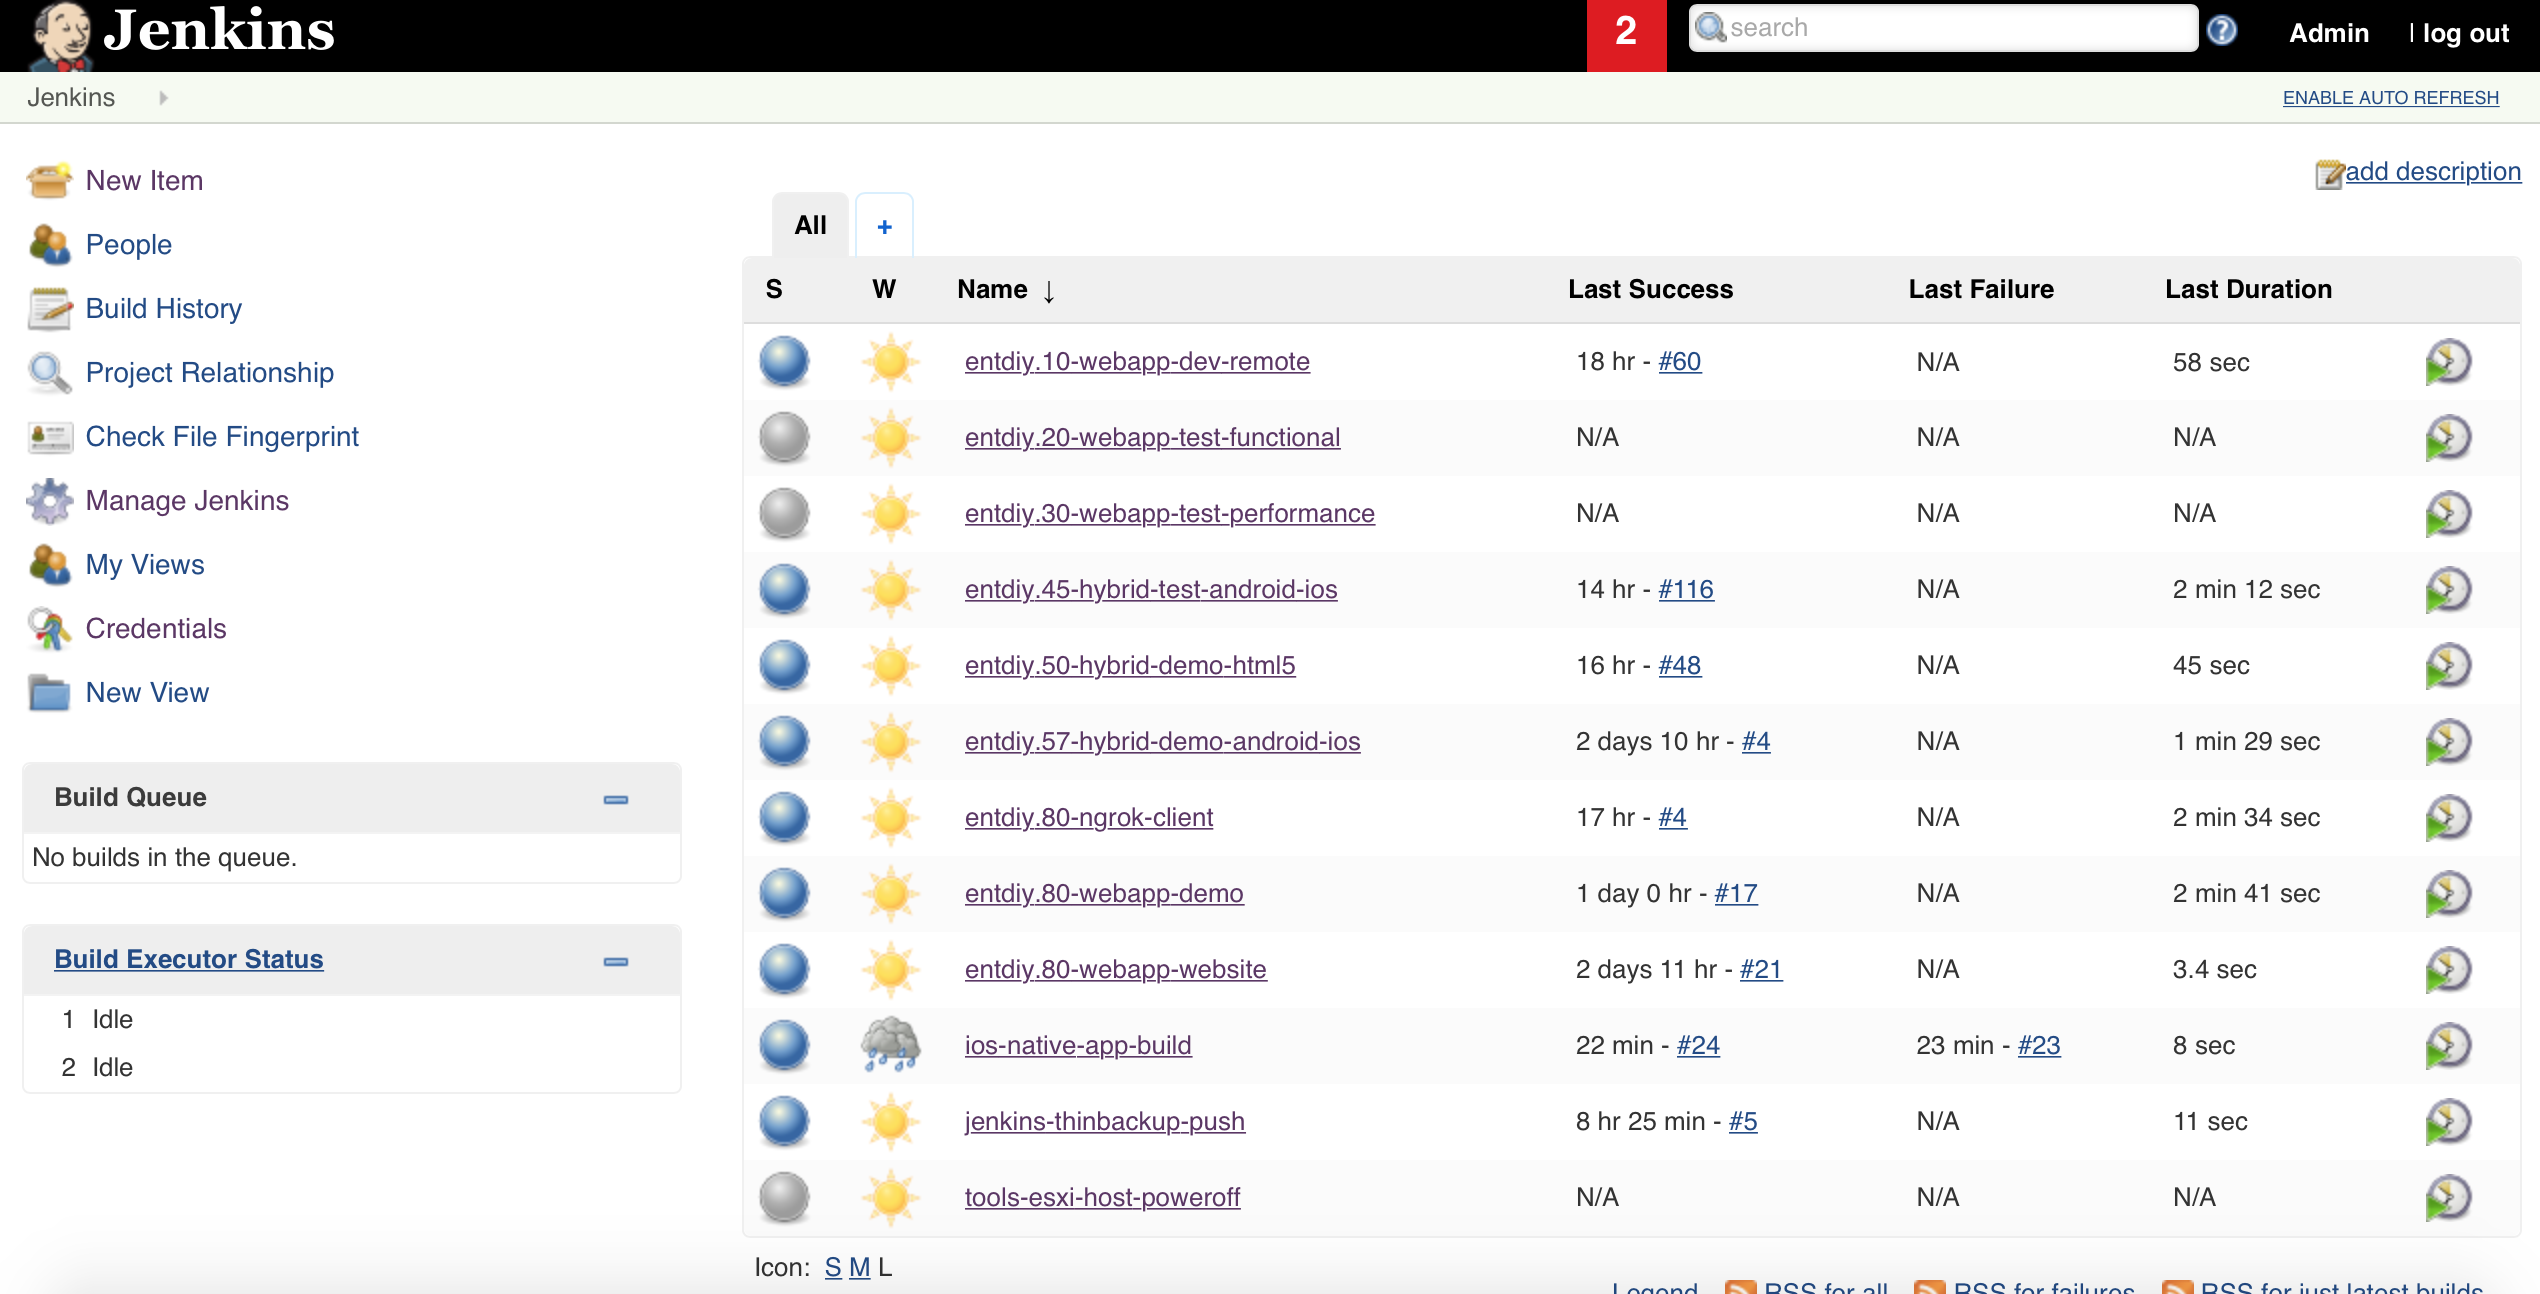 Jenkins
2
search
Admin
| log out
Jenkins
ENABLE AUTO REFRESH
New Item
People
Build History
Project Relationship
Check File Fingerprint
Manage Jenkins
My Views
Credentials
New View
Build Queue
No builds in the queue.
Build Executor Status
1 Idle
2 Idle
add description
All +
S W Name ↓ Last Success Last Failure Last Duration
entdiy.10-webapp-dev-remote 18 hr - #60 N/A 58 sec
entdiy.20-webapp-test-functional N/A N/A N/A
entdiy.30-webapp-test-performance N/A N/A N/A
entdiy.45-hybrid-test-android-ios 14 hr - #116 N/A 2 min 12 sec
entdiy.50-hybrid-demo-html5 16 hr - #48 N/A 45 sec
entdiy.57-hybrid-demo-android-ios 2 days 10 hr - #4 N/A 1 min 29 sec
entdiy.80-ngrok-client 17 hr - #4 N/A 2 min 34 sec
entdiy.80-webapp-demo 1 day 0 hr - #17 N/A 2 min 41 sec
entdiy.80-webapp-website 2 days 11 hr - #21 N/A 3.4 sec
ios-native-app-build 22 min - #24 23 min - #23 8 sec
jenkins-thinbackup-push 8 hr 25 min - #5 N/A 11 sec
tools-esxi-host-poweroff N/A N/A N/A
Icon: S M L
Legend RSS for all RSS for failures RSS for just latest builds